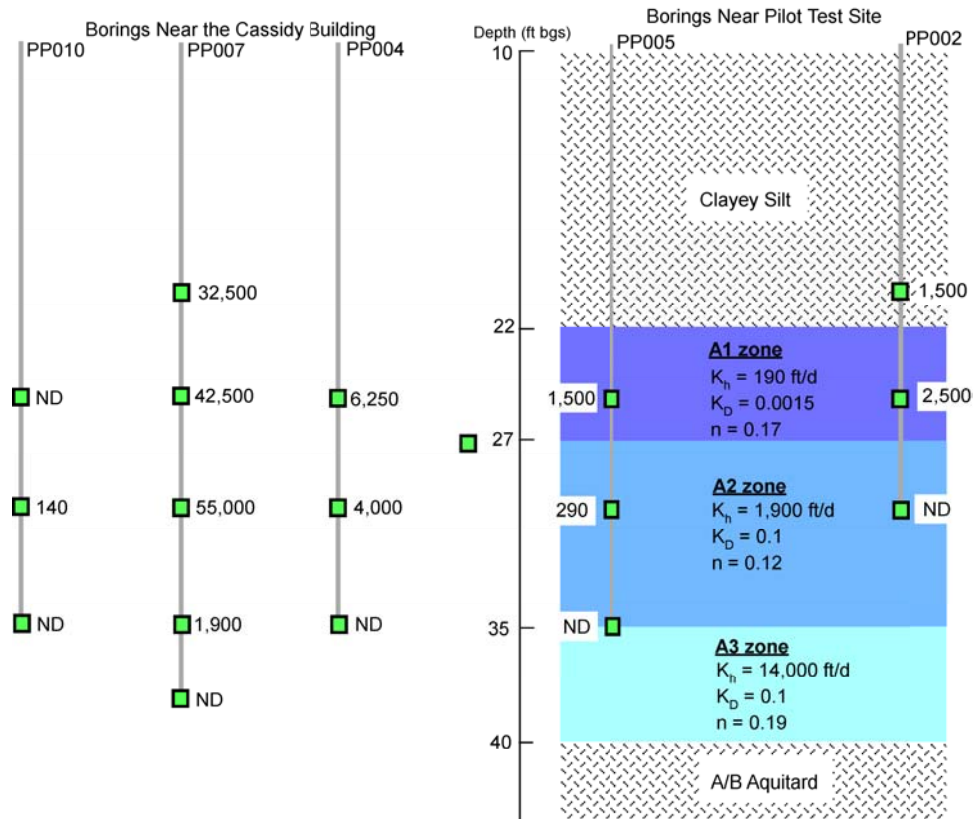 Borings Near the Cassidy Building
Borings Near Pilot Test Site
Depth (ft bgs)
PP010
PP007
PP004
PP005
PP002
10
Clayey Silt
32,500
1,500
22
A1 zone
Kh = 190 ft/d
KD = 0.0015
n = 0.17
ND
42,500
6,250
1,500
2,500
27
A2 zone
Kh = 1,900 ft/d
KD = 0.1
n = 0.12
140
55,000
4,000
290
ND
35
ND
1,900
ND
ND
A3 zone
Kh = 14,000 ft/d
KD = 0.1
n = 0.19
ND
40
A/B Aquitard